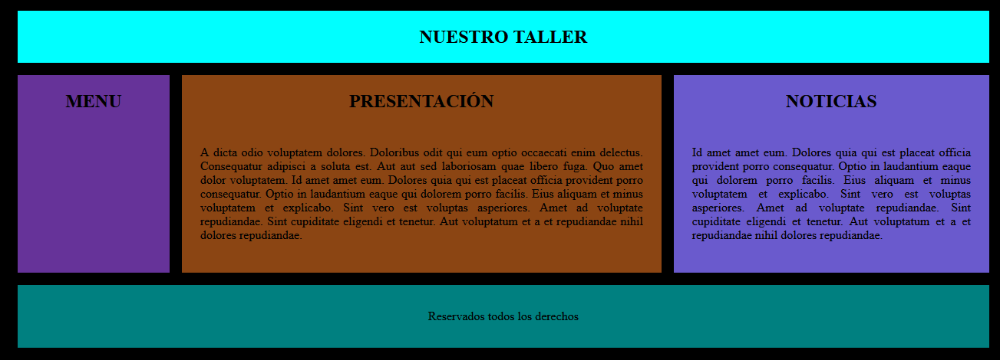 NUESTRO TALLER
MENU
PRESENTACIÓN
A dicta odio voluptatem dolores. Doloribus odit qui eum optio occaecati enim delectus.
Consequatur adipisci a soluta est. Aut aut sed laboriosam quae libero fuga. Quo amet
dolor voluptatem. Id amet amet eum. Dolores quia qui est placeat officia provident porro
consequatur. Optio in laudantium eaque qui dolorem porro facilis. Eius aliquam et minus
voluptatem et explicabo. Sint vero est voluptas asperiores. Amet ad voluptate
repudiandae. Sint cupiditate eligendi et tenetur. Aut voluptatum et a et repudiandae nihil
dolores repudiandae.
NOTICIAS
Id amet amet eum. Dolores quia qui est placeat officia
provident porro consequatur. Optio in laudantium eaque
qui dolorem porro facilis. Eius aliquam et minus
voluptatem et explicabo. Sint vero est voluptas
asperiores. Amet ad voluptate repudiandae. Sint
cupiditate eligendi et tenetur. Aut voluptatum et a et
repudiandae nihil dolores repudiandae.
Reservados todos los derechos